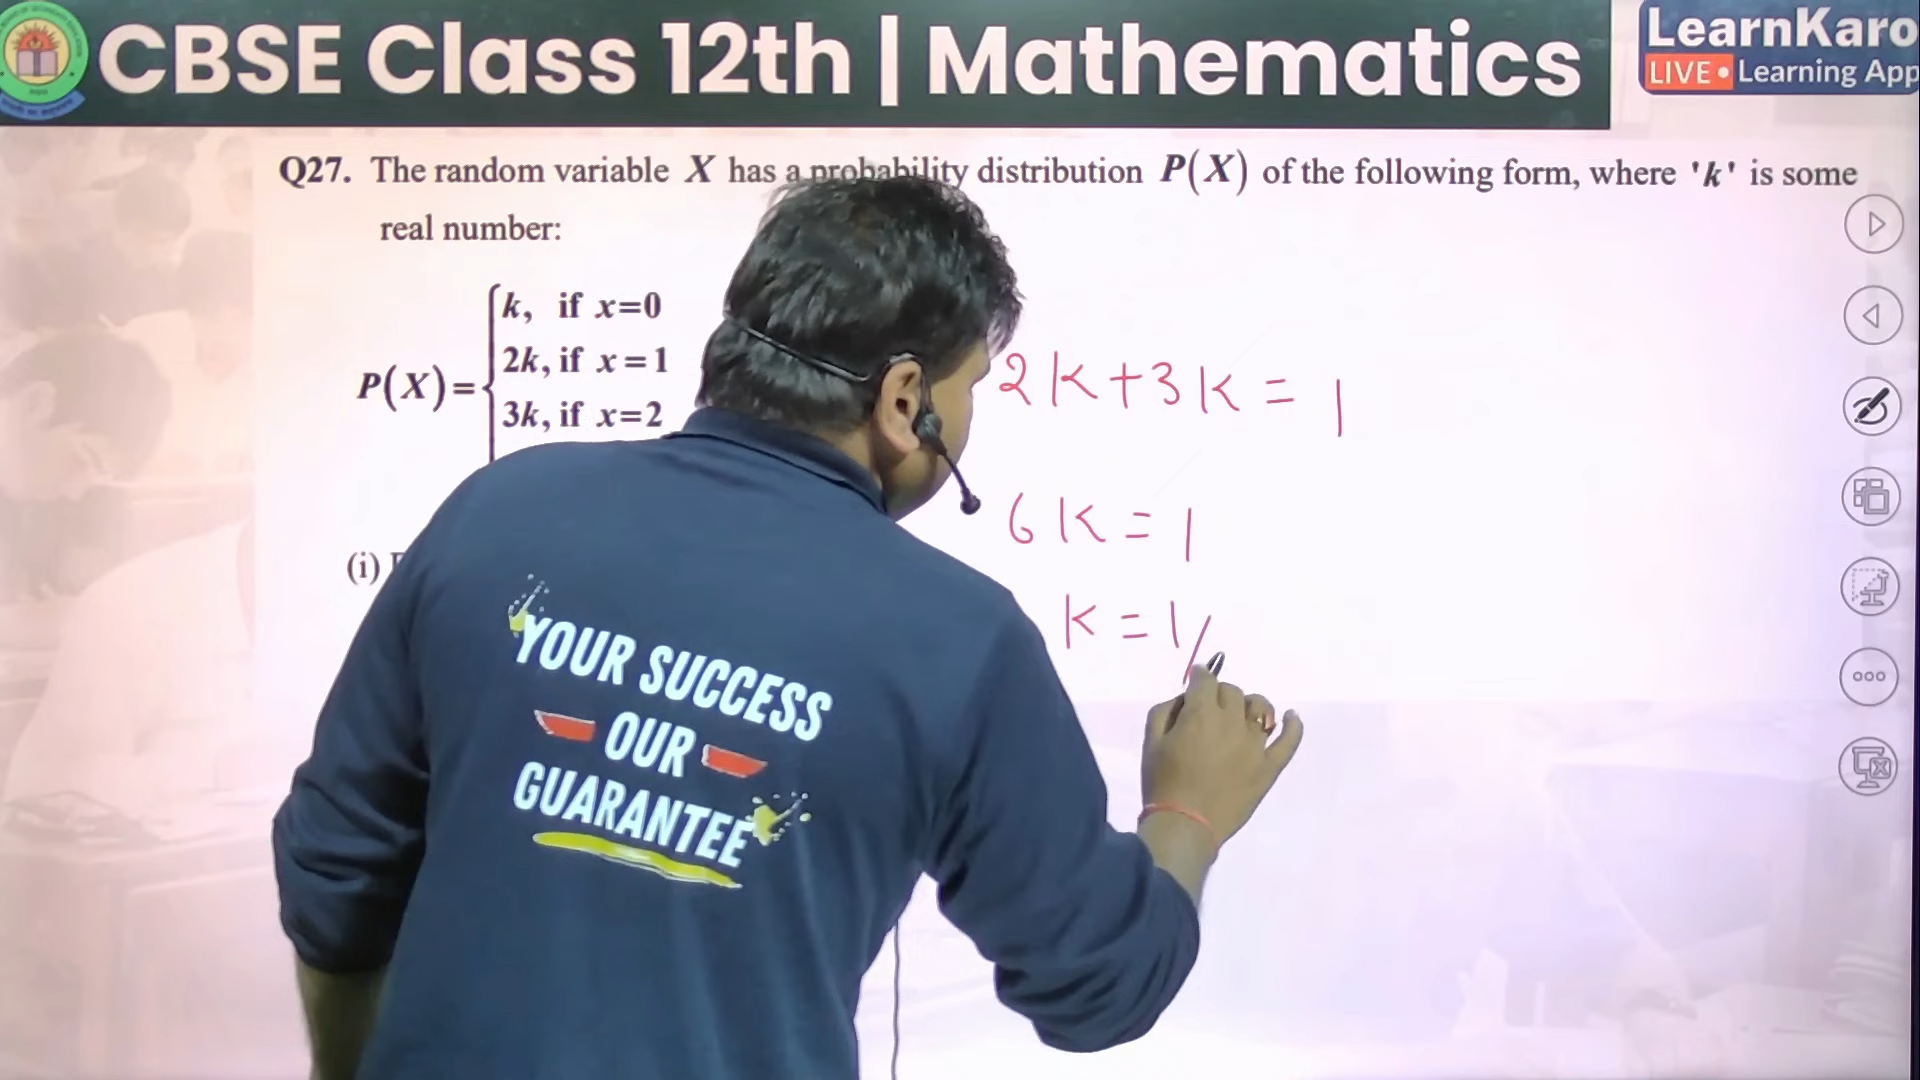 CBSE Class 12th | Mathematics
LearnKaro
LIVE • Learning App
Q27. The random variable X has a probability distribution P(X) of the following form, where 'k' is some
real number:
k, if x=0
2k, if x=1
P(X)=
3k, if x=2
2k+3k = 1
6k = 1
(i)
k = 1/
YOUR SUCCESS
OUR
GUARANTEE